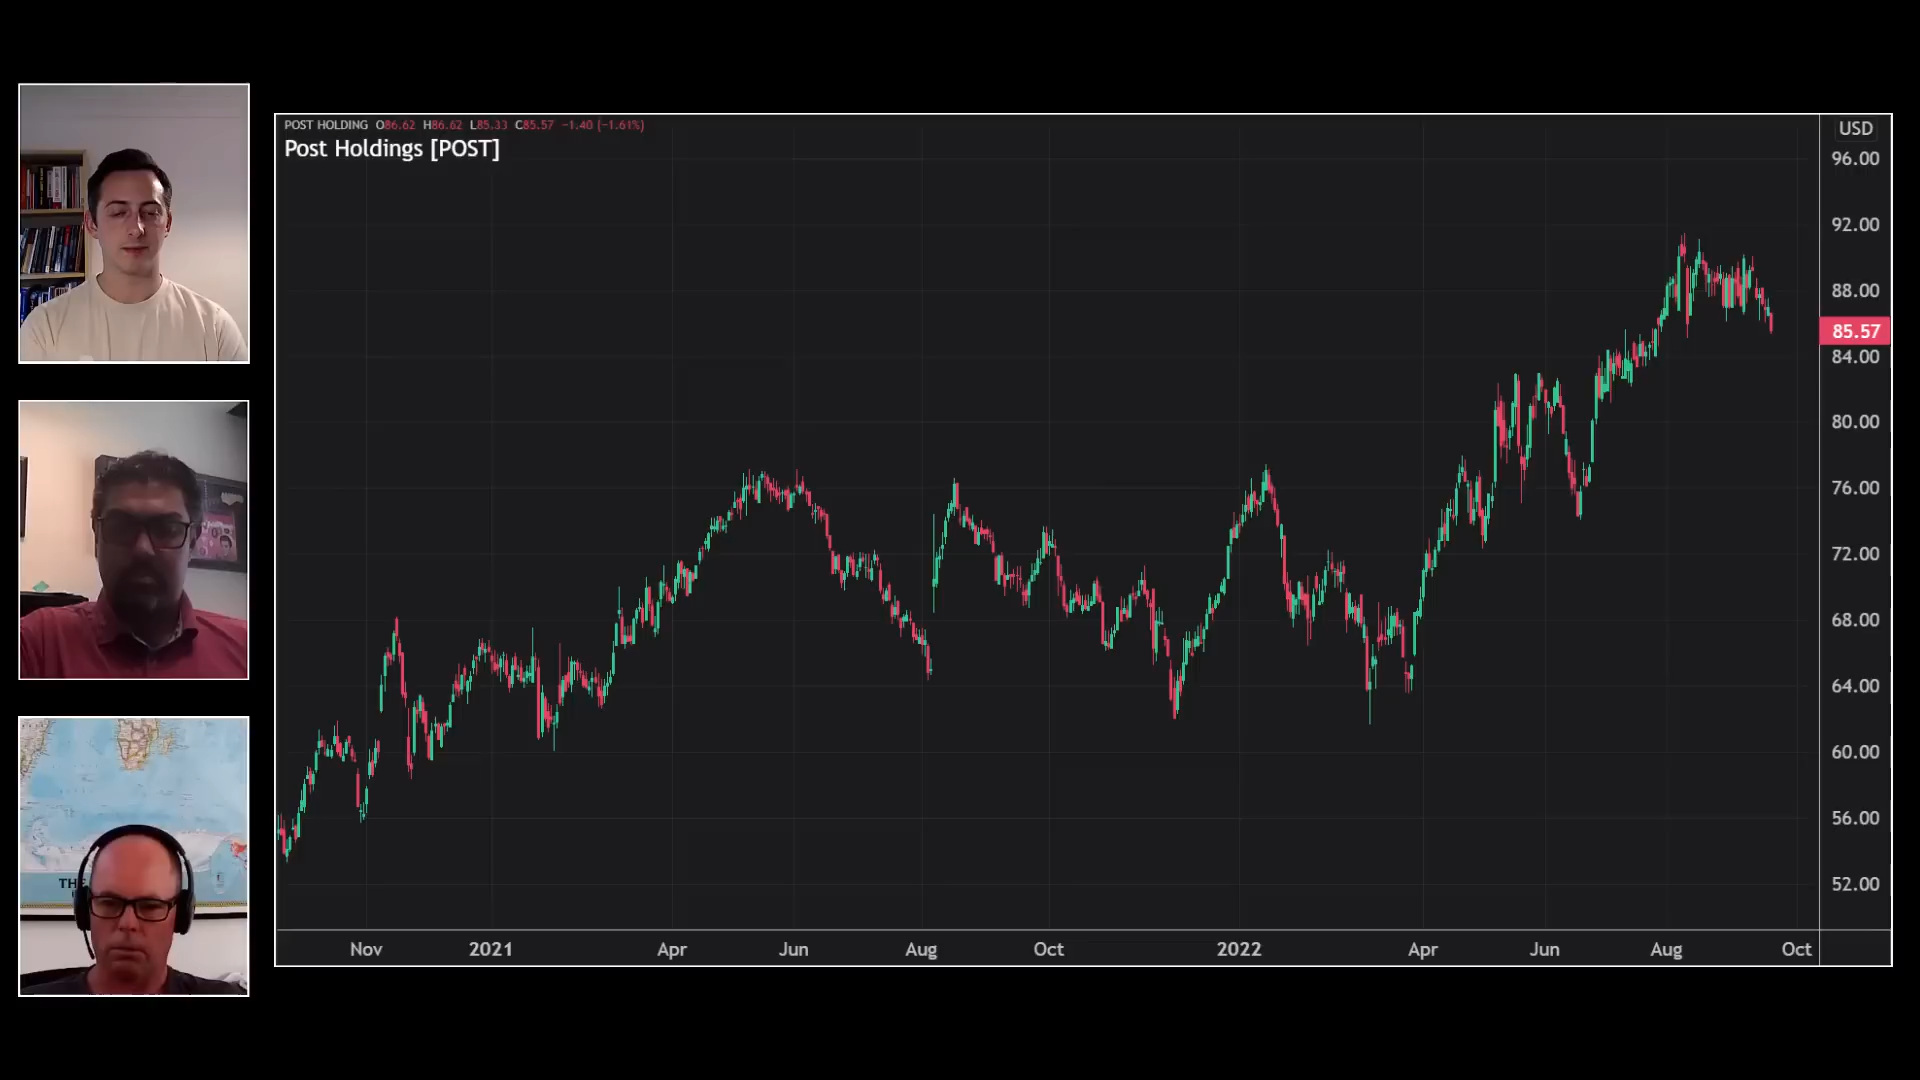 POST HOLDING O86.62 H86.62 L85.33 C85.57 −1.40 (−1.61%)
Post Holdings [POST]
USD
96.00
92.00
88.00
85.57
84.00
80.00
76.00
72.00
68.00
64.00
60.00
56.00
52.00
Nov 2021 Apr Jun Aug Oct 2022 Apr Jun Aug Oct
TH